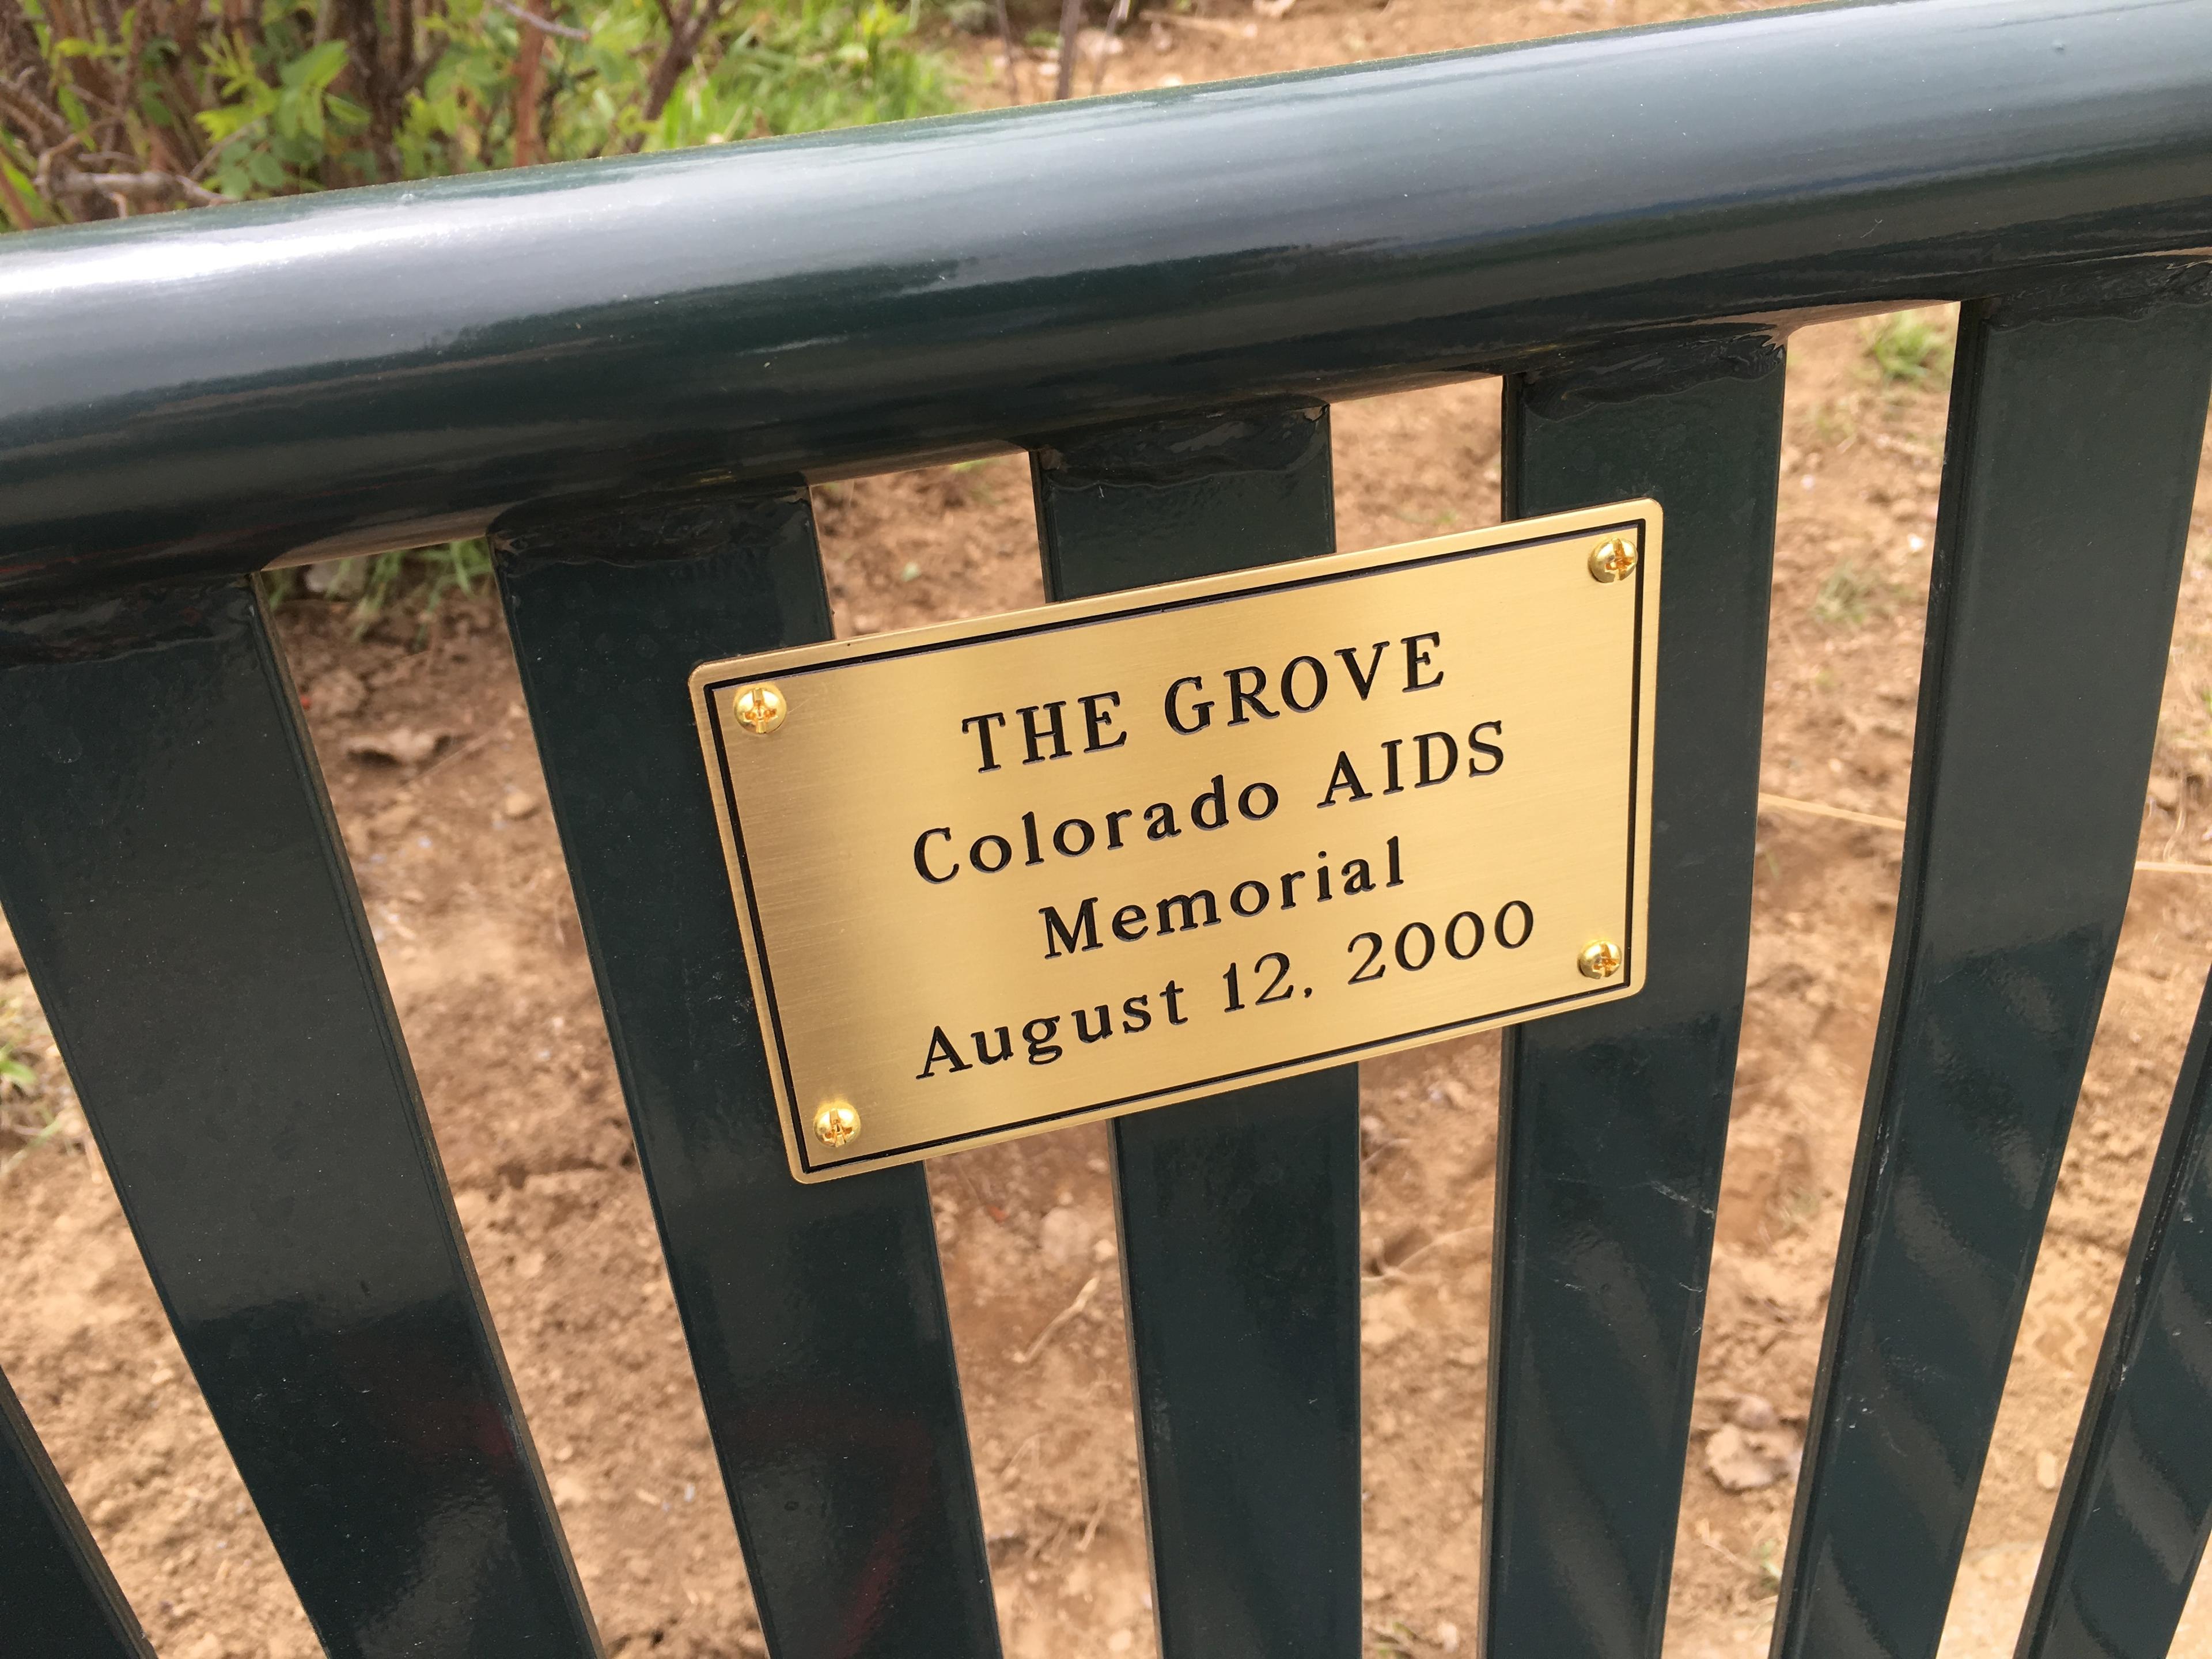 THE GROVE
Colorado AIDS
Memorial
August 12, 2000